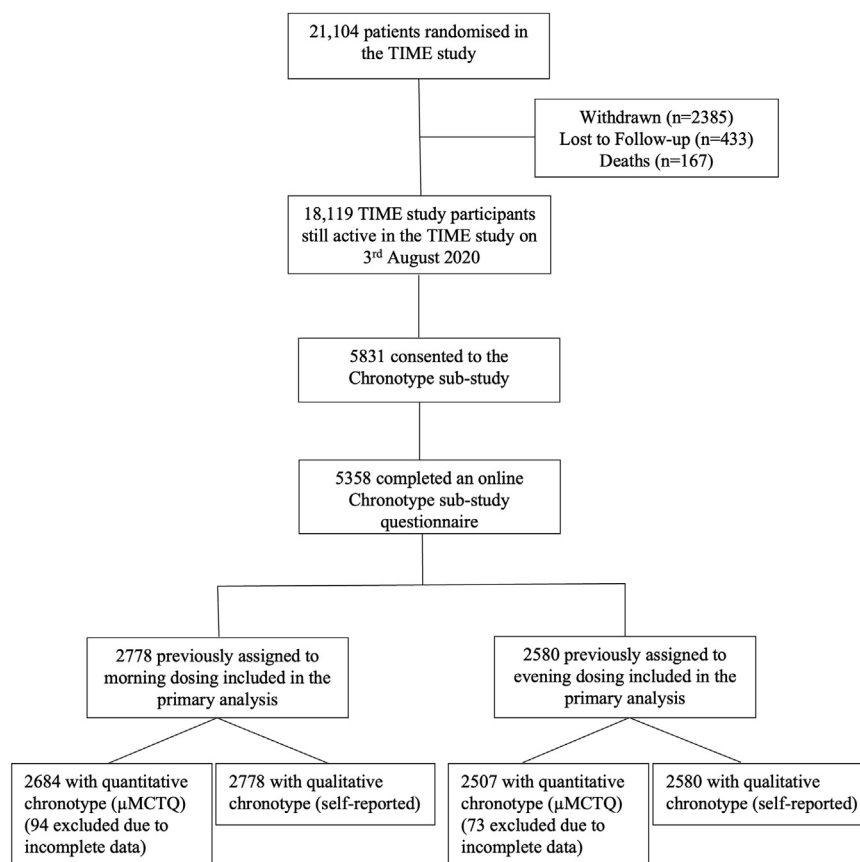 21,104 patients randomised in
the TIME study
Withdrawn (n=2385)
Lost to Follow-up (n=433)
Deaths (n=167)
18,119 TIME study participants
still active in the TIME study on
3rd August 2020
5831 consented to the
Chronotype sub-study
5358 completed an online
Chronotype sub-study
questionnaire
2778 previously assigned to
morning dosing included in the
primary analysis
2580 previously assigned to
evening dosing included in the
primary analysis
2684 with quantitative
chronotype (μMCTQ)
(94 excluded due to
incomplete data)
2778 with qualitative
chronotype (self-reported)
2507 with quantitative
chronotype (μMCTQ)
(73 excluded due to
incomplete data)
2580 with qualitative
chronotype (self-reported)